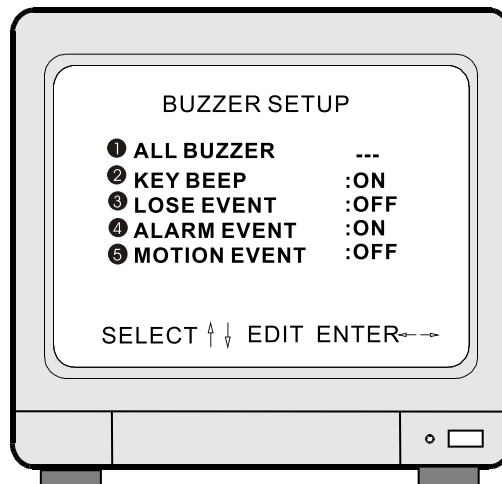 BUZZER SETUP
❶ ALL BUZZER ---
❷ KEY BEEP :ON
❸ LOSE EVENT :OFF
❹ ALARM EVENT :ON
❺ MOTION EVENT :OFF
SELECT ↑↓ EDIT ENTER←→